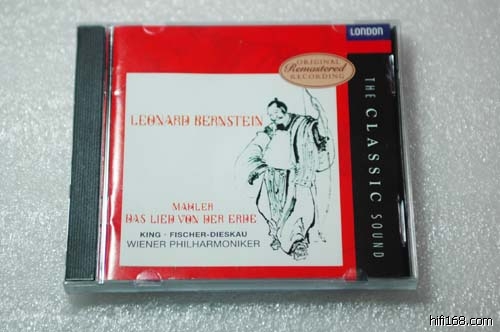 LONDON
ORIGINAL
Remastered
RECORDING
LEONARD BERNSTEIN
THE CLASSIC SOUND
MAHLER
DAS LIED VON DER ERDE
KING · FISCHER-DIESKAU
WIENER PHILHARMONIKER
hifi168.com